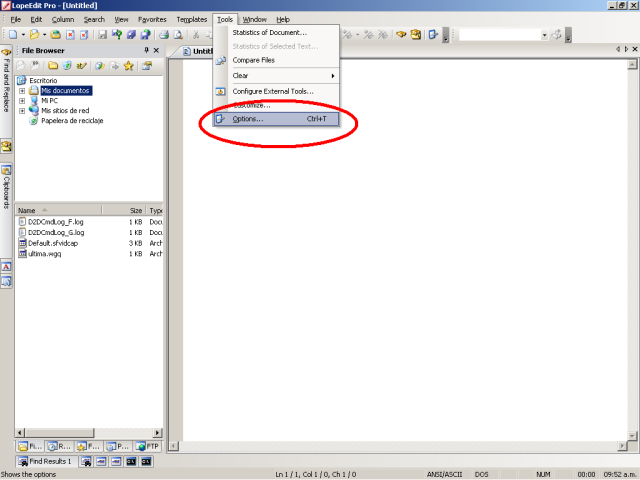 LopeEdit Pro - [Untitled]
File Edit Column Search View Favorites Templates Tools Window Help
File Browser
Untitl
Statistics of Document...
Statistics of Selected Text...
Compare Files
Clear
Configure External Tools...
Customize...
Options... Ctrl+T
Find and Replace
Clipboards
Escritorio
Mis documentos
Mi PC
Mis sitios de red
Papelera de reciclaje
Name Size Type
D2DCmdLog_F.log 1 KB Docu
D2DCmdLog_G.log 1 KB Docu
Default.sfvidcap 3 KB Arch
ultima.wgq 1 KB Arch
Fi... R... F... P... FTP
Find Results 1
Shows the options Ln 1 / 1, Col 1 / 0, Ch 1 / 0 ANSI/ASCII DOS NUM 00:00 09:52 a.m.